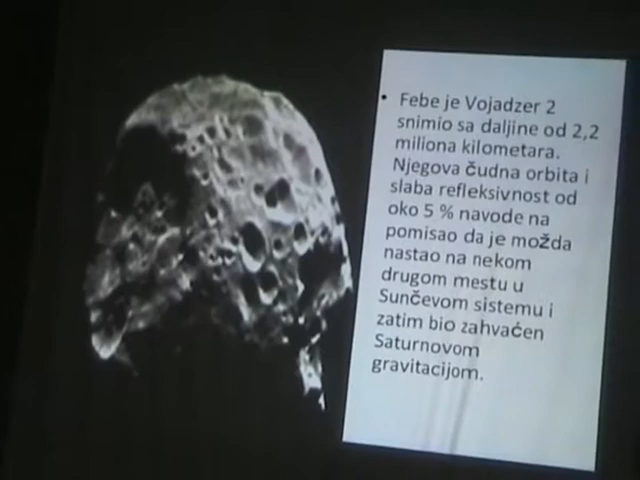 • Febe je Vojadzer 2
snimio sa daljine od 2,2
miliona kilometara.
Njegova čudna orbita i
slaba refleksivnost od
oko 5 % navode na
pomisao da je možda
nastao na nekom
drugom mestu u
Sunčevom sistemu i
zatim bio zahvaćen
Saturnovom
gravitacijom.